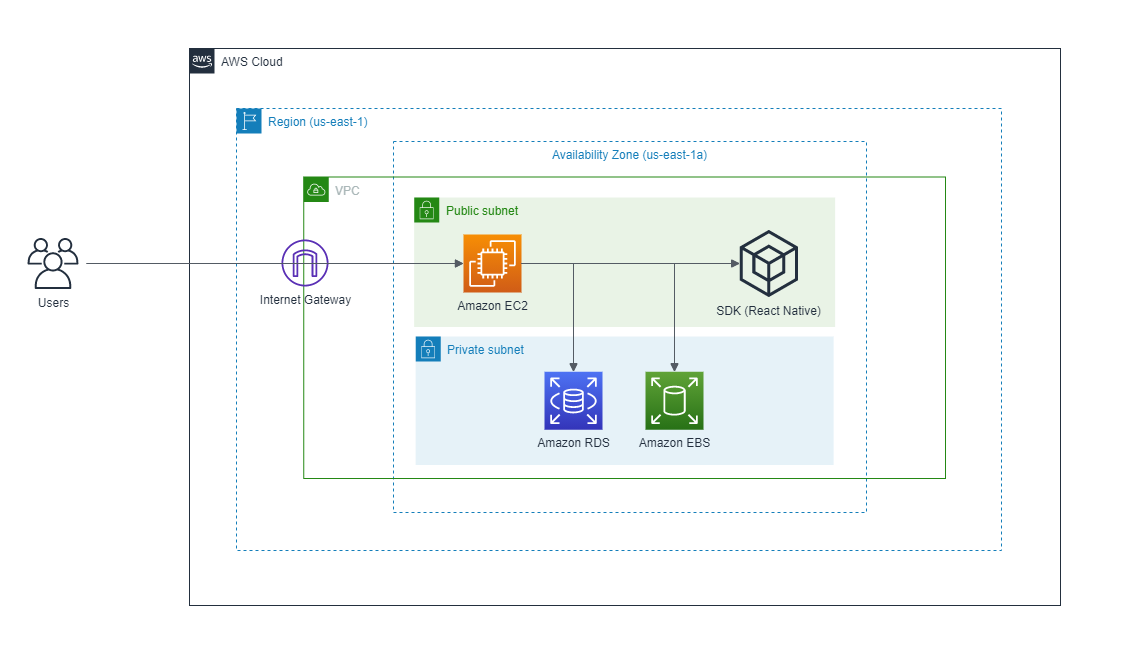 aws
AWS Cloud
Region (us-east-1)
Availability Zone (us-east-1a)
VPC
Public subnet
Users
Internet Gateway
Amazon EC2
SDK (React Native)
Private subnet
Amazon RDS
Amazon EBS